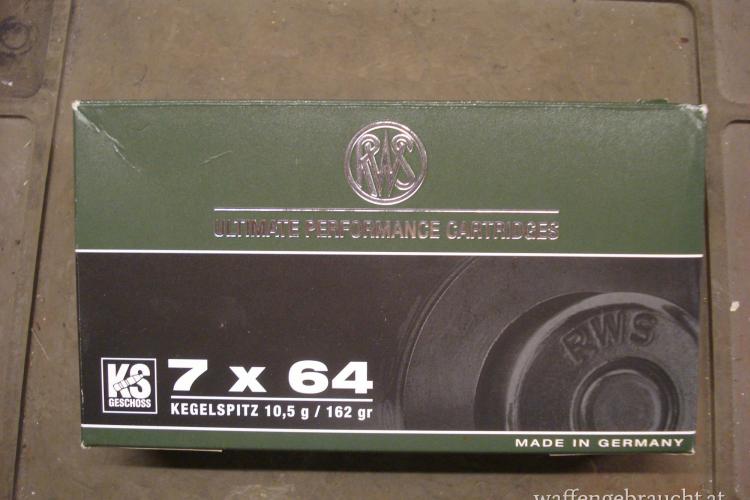 RWS
ULTIMATE PERFORMANCE CARTRIDGES
RWS
KS
GESCHOSS
7 x 64
KEGELSPITZ 10,5 g / 162 gr
MADE IN GERMANY
waffengebraucht.at